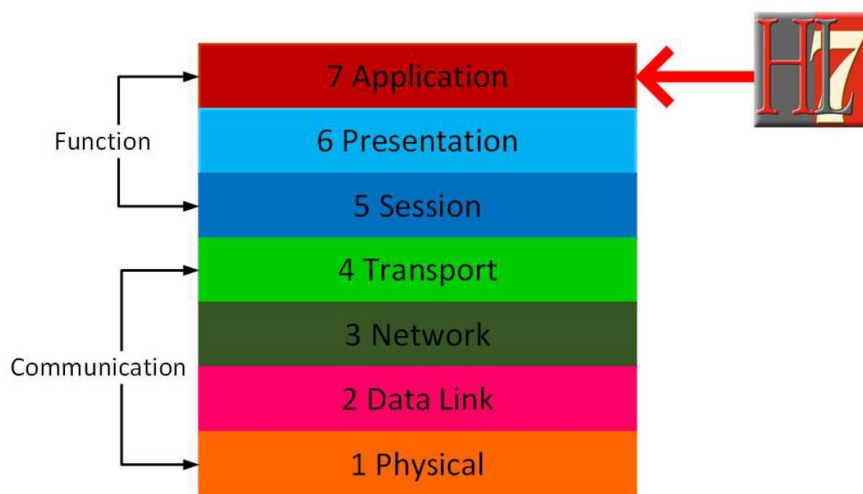 HL7
7 Application
6 Presentation
Function
5 Session
4 Transport
3 Network
Communication
2 Data Link
1 Physical